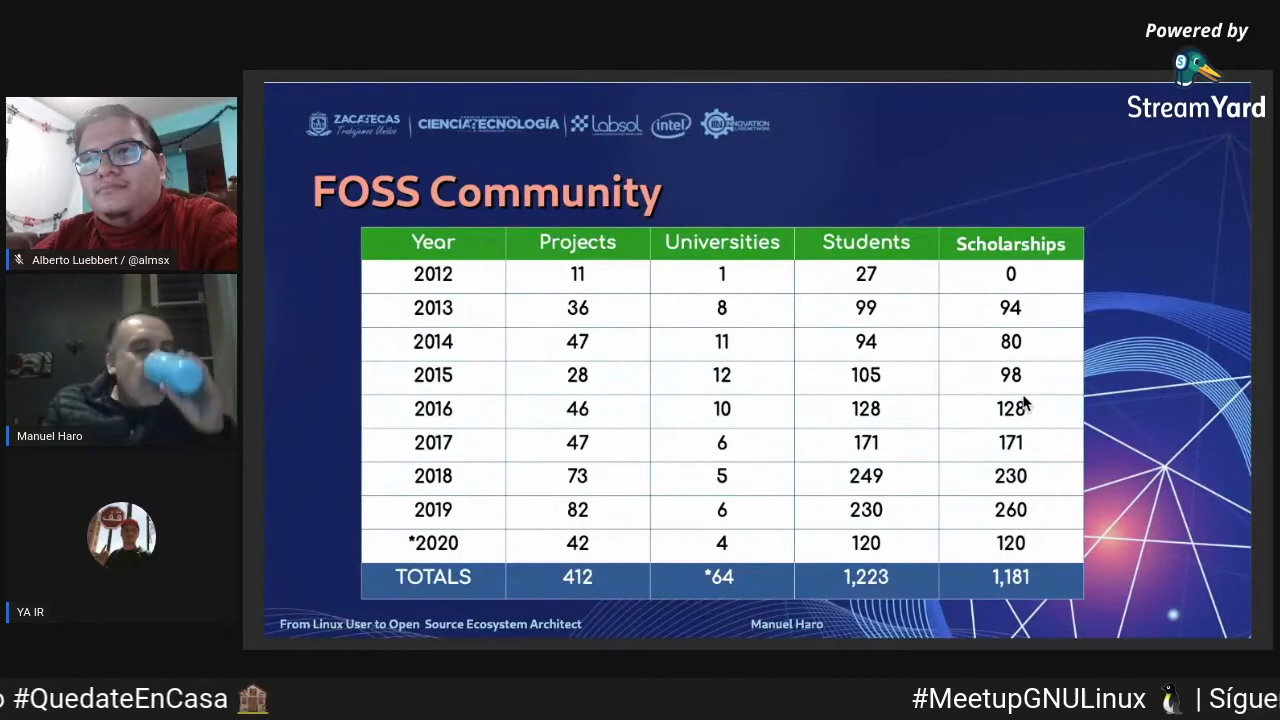 Powered by
StreamYard
ZACATECAS
Trabajemos Unidos
CIENCIA TECNOLOGÍA
Labsol
intel
INNOVATION
FOSS Community
Year Projects Universities Students Scholarships
2012 11 1 27 0
2013 36 8 99 94
2014 47 11 94 80
2015 28 12 105 98
2016 46 10 128 128
2017 47 6 171 171
2018 73 5 249 230
2019 82 6 230 260
*2020 42 4 120 120
TOTALS 412 *64 1,223 1,181
From Linux User to Open Source Ecosystem Architect Manuel Haro
Alberto Luebbert / @almsx
Manuel Haro
YA IR
o #QuedateEnCasa 🏚 #MeetupGNULinux 🐧 | Sígue